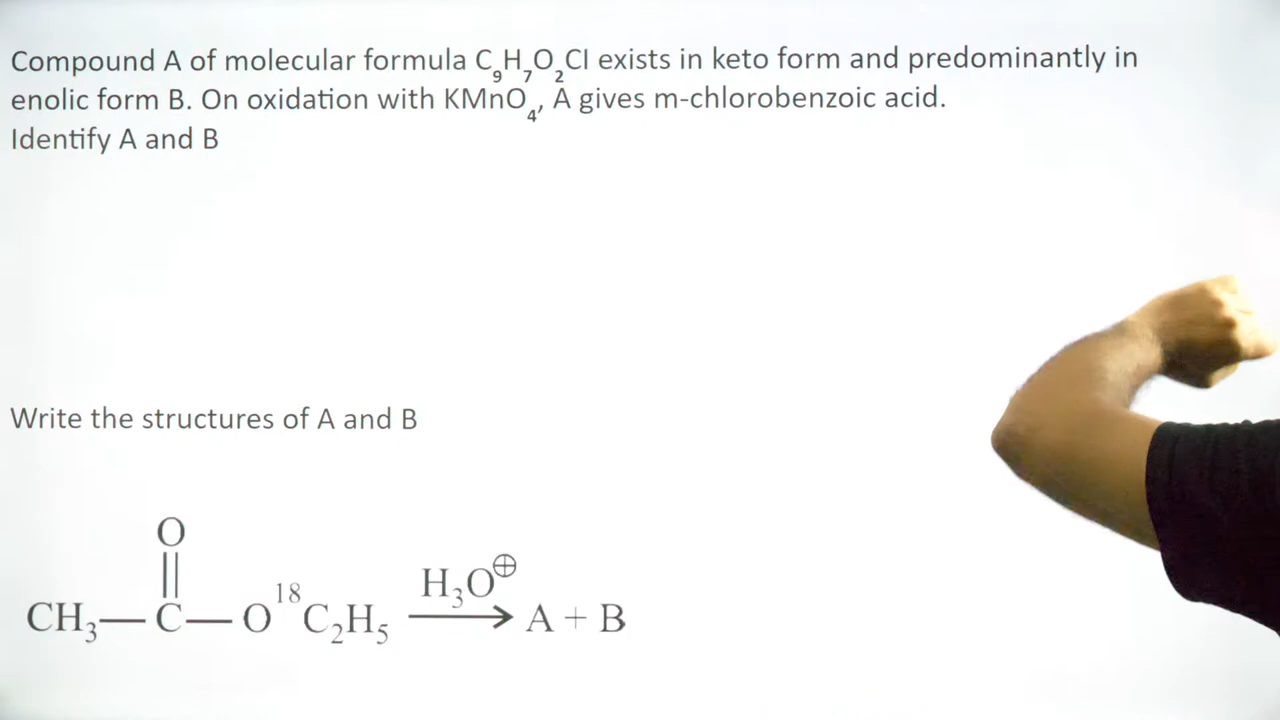 Compound A of molecular formula C₉H₇O₂Cl exists in keto form and predominantly in
enolic form B. On oxidation with KMnO₄, A gives m-chlorobenzoic acid.
Identify A and B
Write the structures of A and B
O
||
CH₃—C—O¹⁸C₂H₅ H₃O⊕ → A + B